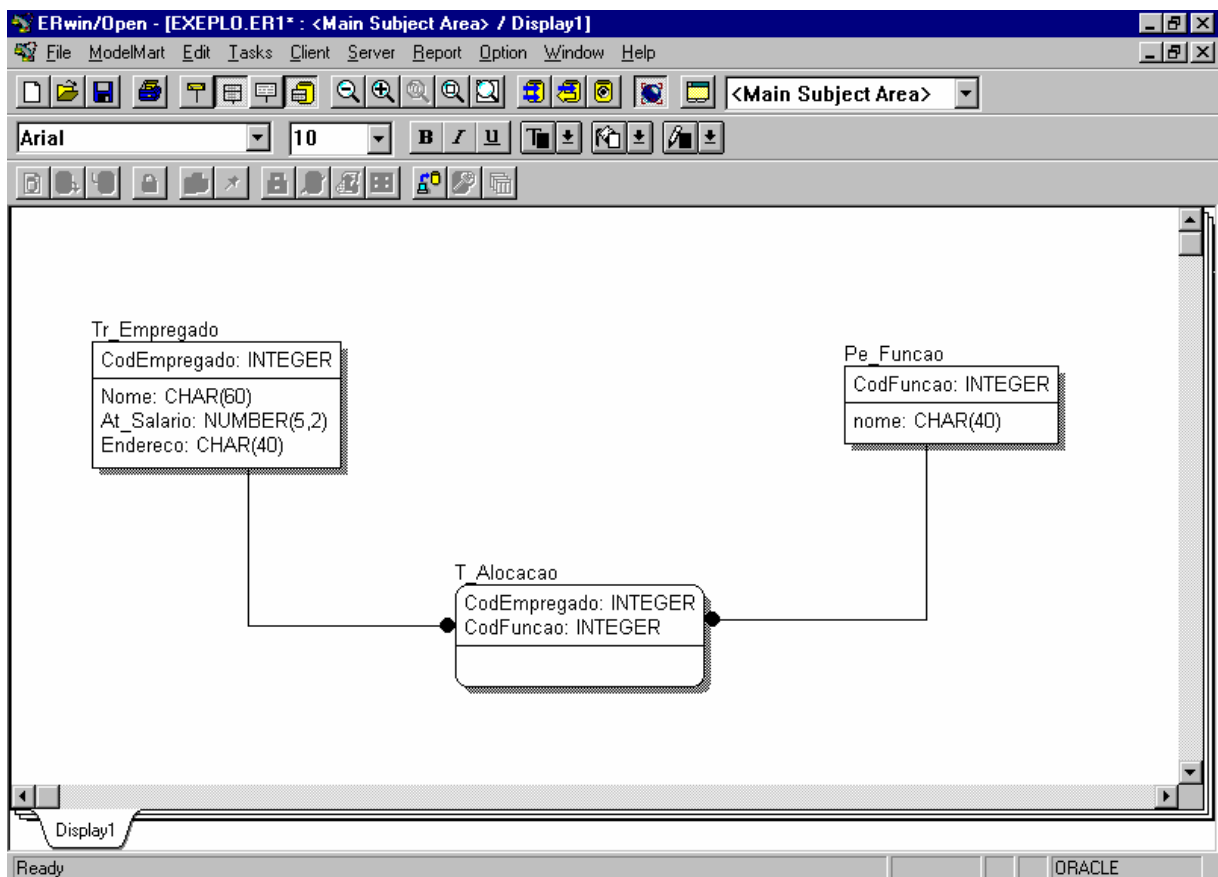 ERwin/Open - [EXEPLO.ER1* : <Main Subject Area> / Display1]
File ModelMart Edit Tasks Client Server Report Option Window Help
<Main Subject Area>
Arial 10 B I U T
Tr_Empregado
CodEmpregado: INTEGER
Nome: CHAR(60)
At_Salario: NUMBER(5,2)
Endereco: CHAR(40)
Pe_Funcao
CodFuncao: INTEGER
nome: CHAR(40)
T_Alocacao
CodEmpregado: INTEGER
CodFuncao: INTEGER
Display1
Ready ORACLE